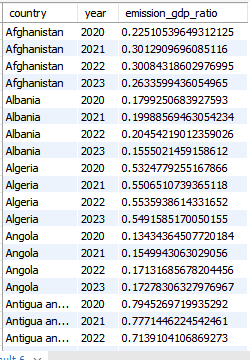 country year emission_gdp_ratio
Afghanistan 2020 0.22510539649312125
Afghanistan 2021 0.3012909696085116
Afghanistan 2022 0.30084318602976995
Afghanistan 2023 0.2633599436054965
Albania 2020 0.1799250683927593
Albania 2021 0.19988569463054234
Albania 2022 0.20454219012359026
Albania 2023 0.1555021459158612
Algeria 2020 0.5324779255167866
Algeria 2021 0.5506510739365118
Algeria 2022 0.5535938614331652
Algeria 2023 0.5491585170050155
Angola 2020 0.13434364507720184
Angola 2021 0.1549943063029056
Angola 2022 0.17131685678204456
Angola 2023 0.17278306327976967
Antigua an... 2020 0.7945269719935292
Antigua an... 2021 0.7771446224542461
Antigua an... 2022 0.7139104106869273